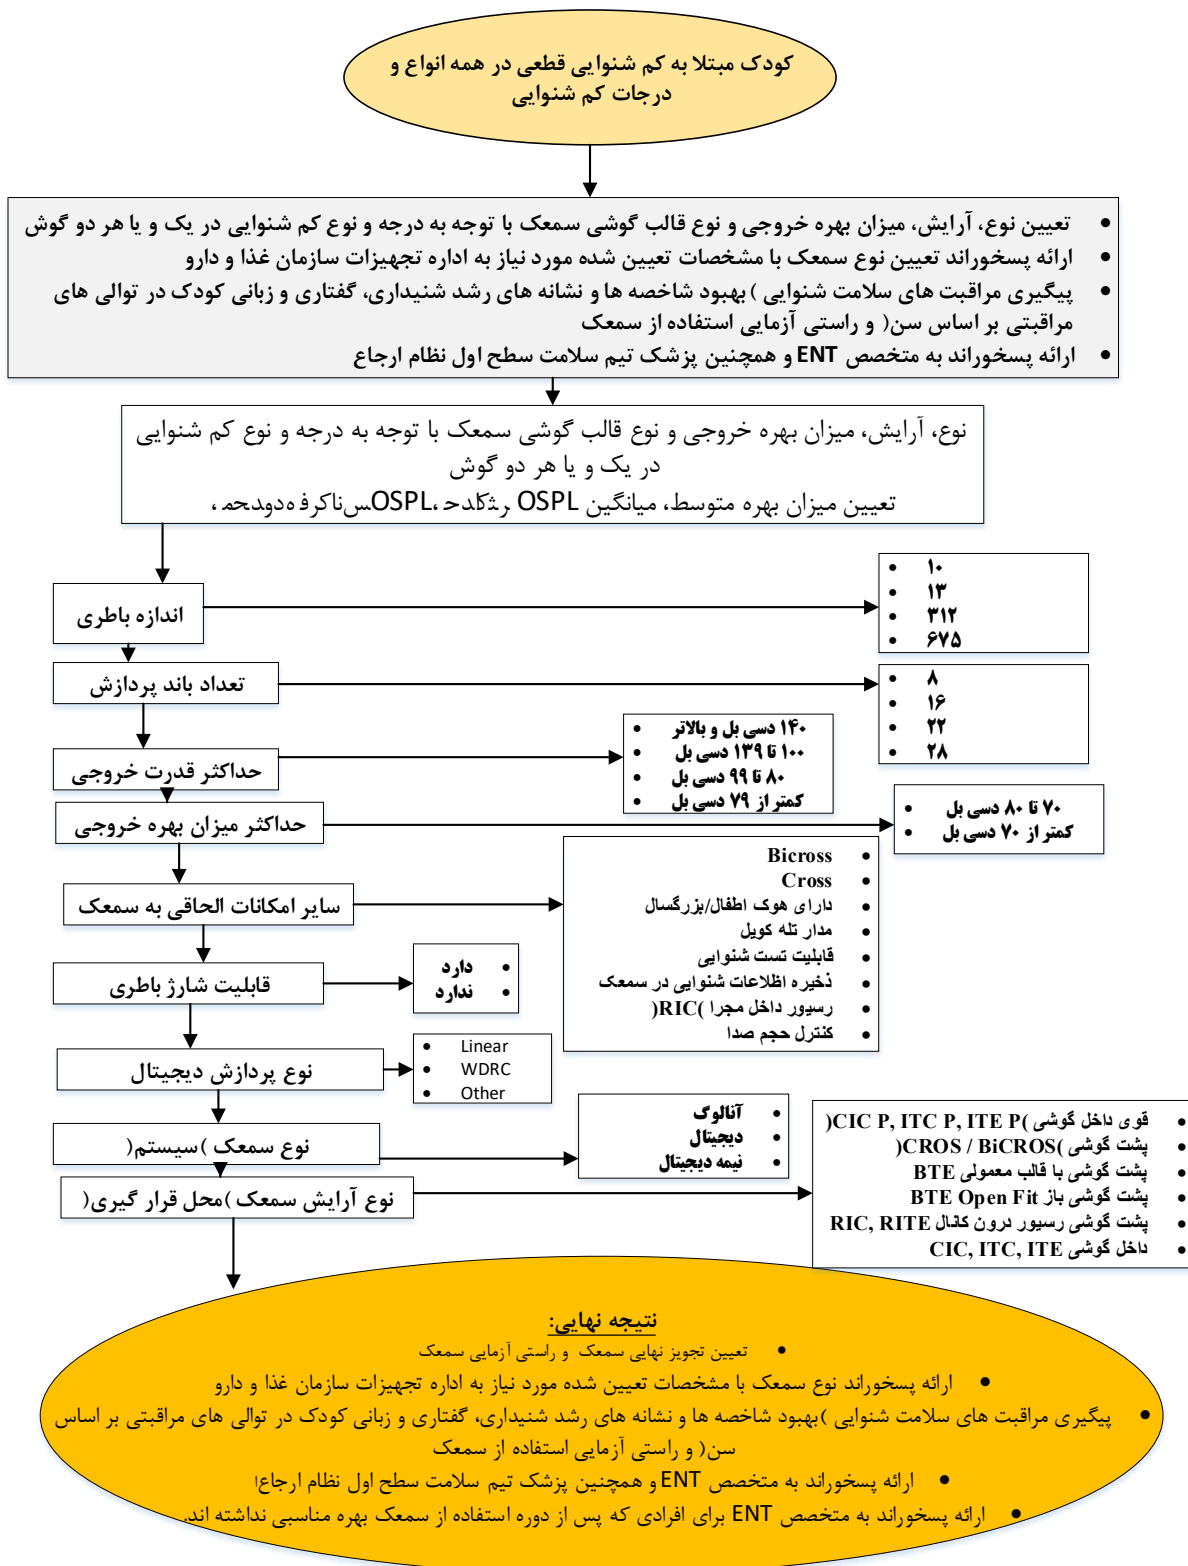 کودک مبتلا به کم شنوایی قطعی در همه انواع و
درجات کم شنوایی
• تعیین نوع، آرایش، میزان بهره خروجی و نوع قالب گوشی سمعک با توجه به درجه و نوع کم شنوایی در یک و یا هر دو گوش
• ارائه پسخوراند تعیین نوع سمعک با مشخصات تعیین شده مورد نیاز به اداره تجهیزات سازمان غذا و دارو
• پیگیری مراقبت های سلامت شنوایی )بهبود شاخصه ها و نشانه های رشد شنیداری، گفتاری و زبانی کودک در توالی های
مراقبتی بر اساس سن( و راستی آزمایی استفاده از سمعک
• ارائه پسخوراند به متخصص ENT و همچنین پزشک تیم سلامت سطح اول نظام ارجاع
نوع، آرایش، میزان بهره خروجی و نوع قالب گوشی سمعک با توجه به درجه و نوع کم شنوایی
در یک و یا هر دو گوش
تعیین میزان بهره متوسط، میانگین OSPL، OSPL
اندازه باطری
• ۱۰
• ۱۳
• ۳۱۲
• ۶۷۵
تعداد باند پردازش
• ۸
• ۱۶
• ۲۲
• ۲۸
حداکثر قدرت خروجی
• ۱۴۰ دسی بل و بالاتر
• ۱۰۰ تا ۱۳۹ دسی بل
• ۸۰ تا ۹۹ دسی بل
• کمتر از ۷۹ دسی بل
حداکثر میزان بهره خروجی
• ۷۰ تا ۸۰ دسی بل
• کمتر از ۷۰ دسی بل
سایر امکانات الحاقی به سمعک
• Bicross
• Cross
• دارای هوک اطفال/بزرگسال
• مدار تله کویل
• قابلیت تست شنوایی
• ذخیره اظلاعات شنوایی در سمعک
• رسیور داخل مجرا )RIC(
• کنترل حجم صدا
قابلیت شارژ باطری
• دارد
• ندارد
نوع پردازش دیجیتال
• Linear
• WDRC
• Other
نوع سمعک )سیستم(
• آنالوگ
• دیجیتال
• نیمه دیجیتال
نوع آرایش سمعک )محل قرار گیری(
• قوی داخل گوشی )CIC P, ITC P, ITE P(
• پشت گوشی )CROS / BiCROS(
• پشت گوشی با قالب معمولی BTE
• پشت گوشی باز BTE Open Fit
• پشت گوشی رسیور درون کانال RIC, RITE
• داخل گوشی CIC, ITC, ITE
نتیجه نهایی:
• تعیین تجویز نهایی سمعک و راستی آزمایی سمعک
• ارائه پسخوراند نوع سمعک با مشخصات تعیین شده مورد نیاز به اداره تجهیزات سازمان غذا و دارو
• پیگیری مراقبت های سلامت شنوایی )بهبود شاخصه ها و نشانه های رشد شنیداری، گفتاری و زبانی کودک در توالی های مراقبتی بر اساس
سن( و راستی آزمایی استفاده از سمعک
• ارائه پسخوراند به متخصص ENT و همچنین پزشک تیم سلامت سطح اول نظام ارجاع
• ارائه پسخوراند به متخصص ENT برای افرادی که پس از دوره استفاده از سمعک بهره مناسبی نداشته اند.